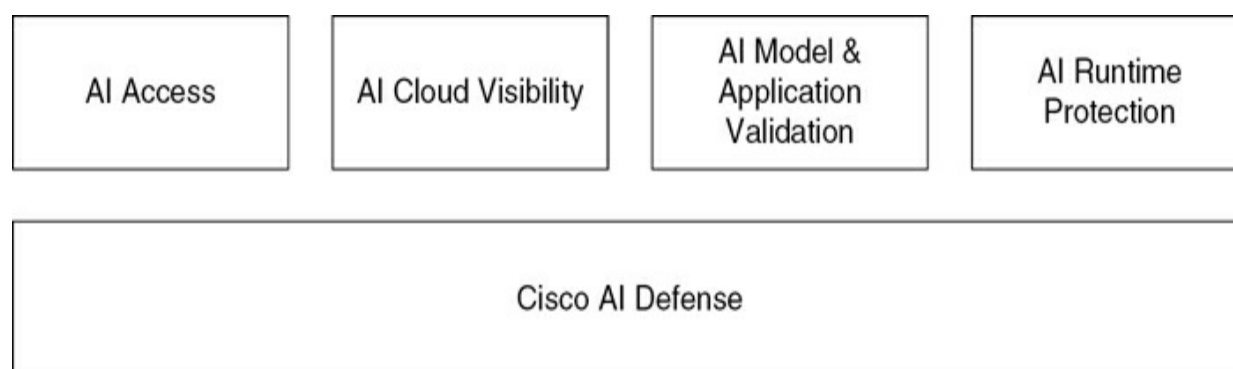 AI Access
AI Cloud Visibility
AI Model &
Application
Validation
AI Runtime
Protection
Cisco AI Defense